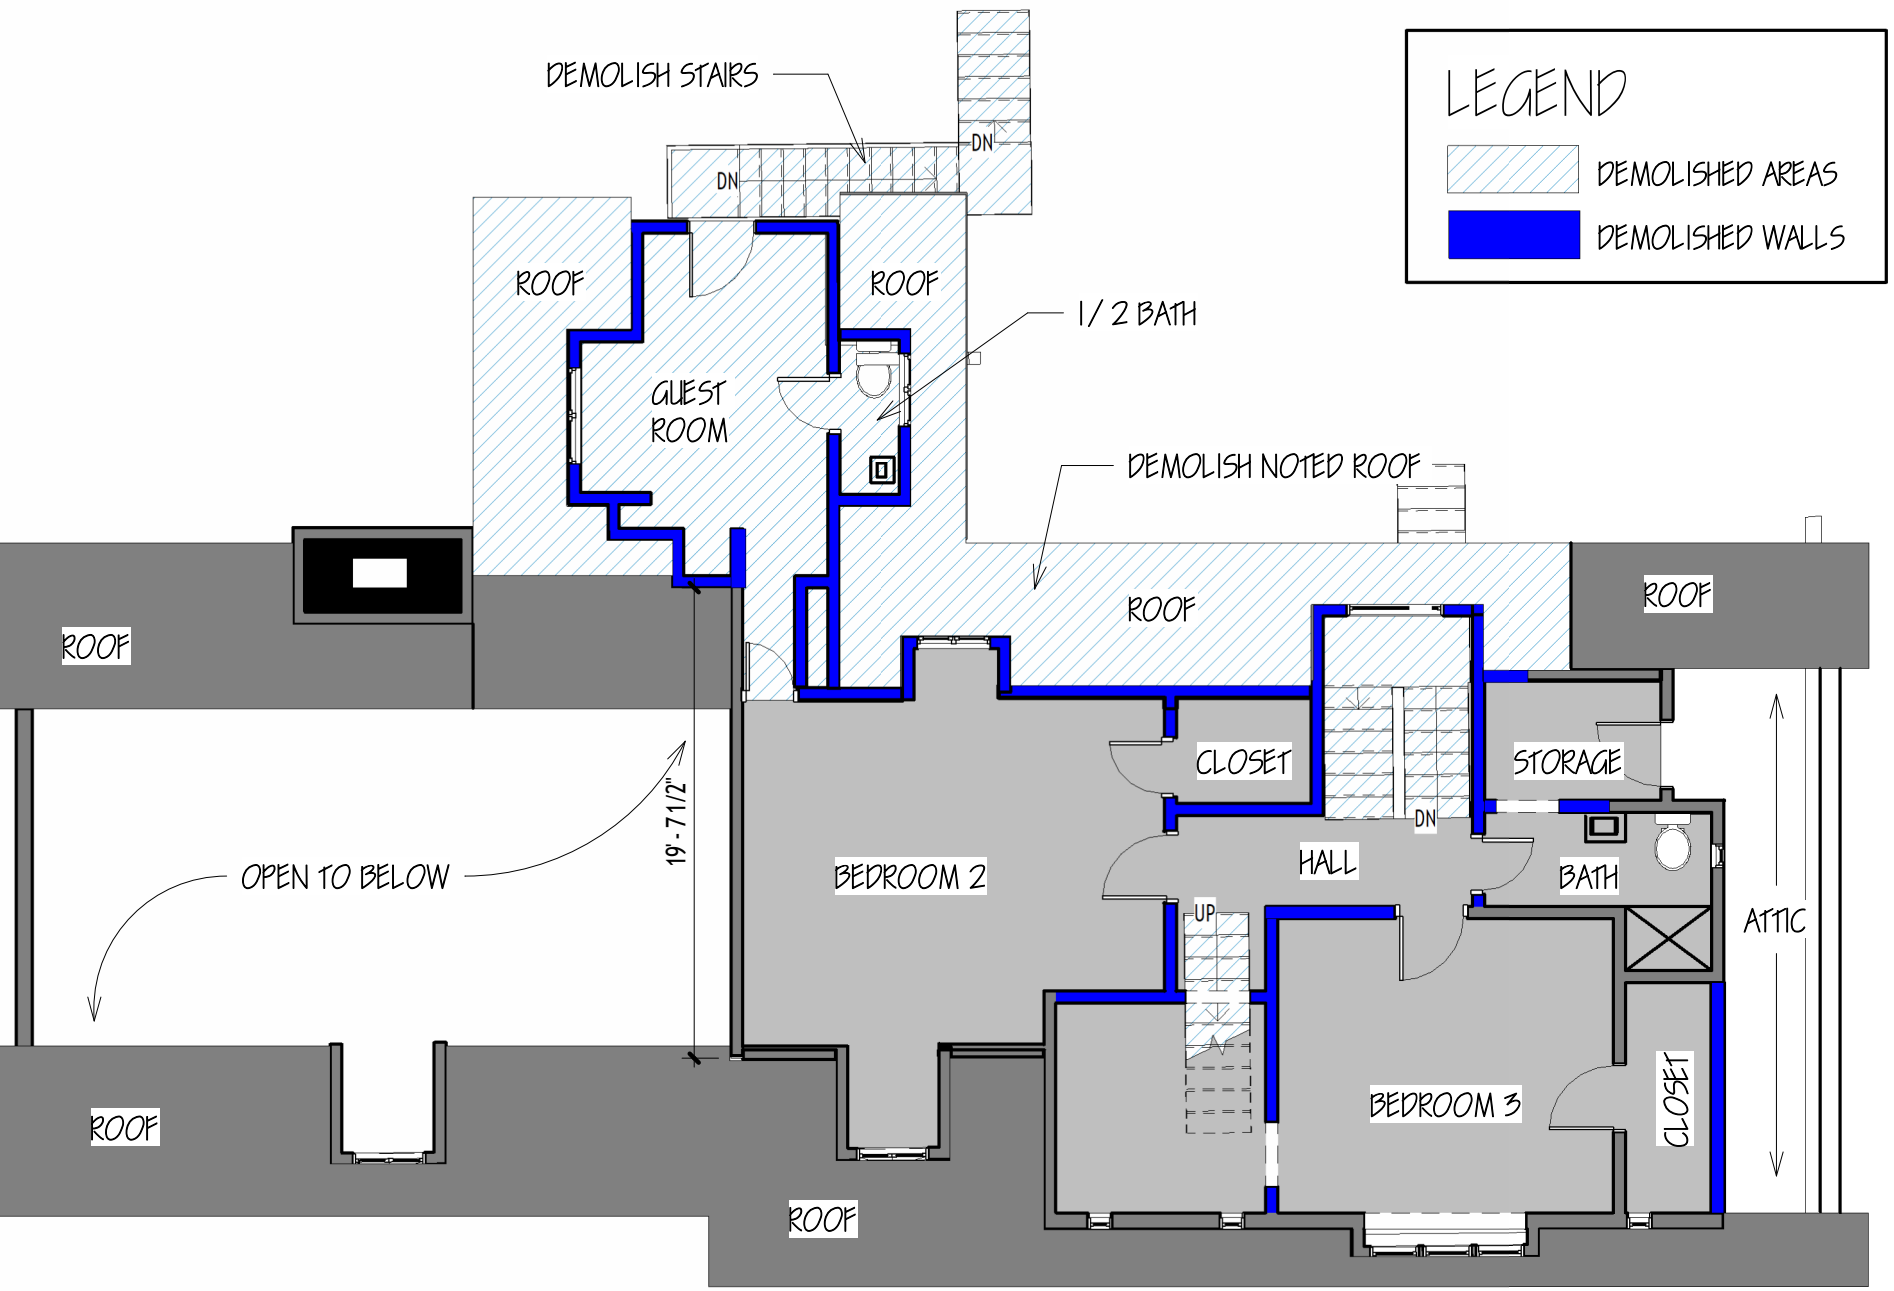 DEMOLISH STAIRS
DN
DN
LEGEND
DEMOLISHED AREAS
DEMOLISHED WALLS
ROOF
ROOF
1/2 BATH
GUEST
ROOM
DEMOLISH NOTED ROOF
ROOF
ROOF
ROOF
CLOSET
STORAGE
19' - 7 1/2"
DN
OPEN TO BELOW
BEDROOM 2
HALL
BATH
UP
ATTIC
ROOF
BEDROOM 3
CLOSET
ROOF